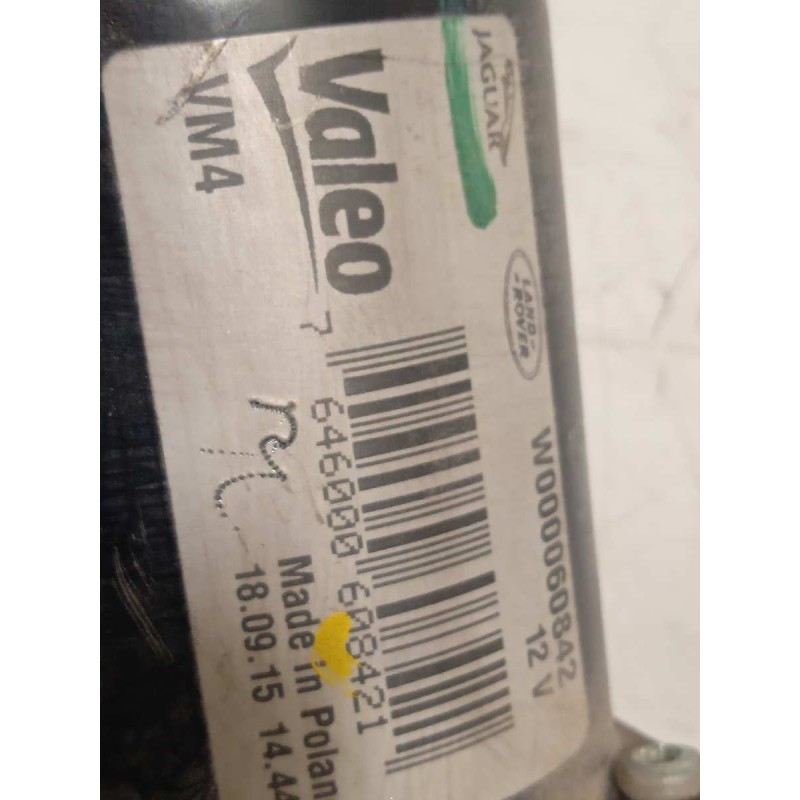 JAGUAR
LAND-
-ROVER
W000060842
12 V
Valeo
7 646000 608421
VM4
Made in Polan
18.09.15 14.44